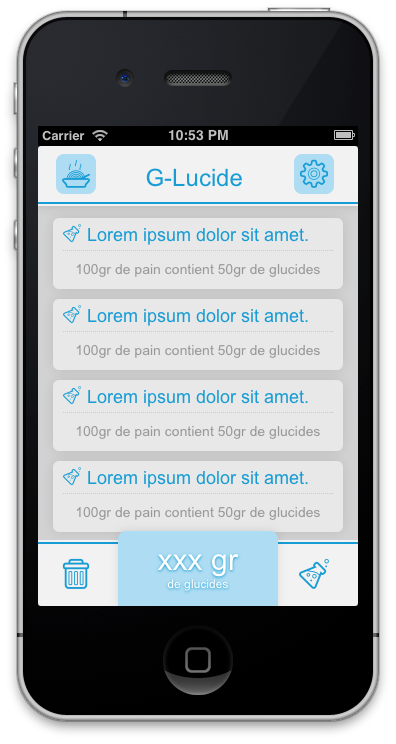 Carrier 10:53 PM
G-Lucide
Lorem ipsum dolor sit amet.
100gr de pain contient 50gr de glucides
Lorem ipsum dolor sit amet.
100gr de pain contient 50gr de glucides
Lorem ipsum dolor sit amet.
100gr de pain contient 50gr de glucides
Lorem ipsum dolor sit amet.
100gr de pain contient 50gr de glucides
xxx gr
de glucides